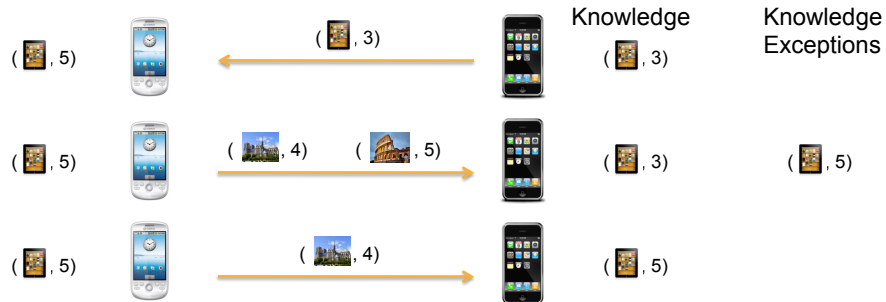 Knowledge
Knowledge
Exceptions
( , 5)
( , 3)
( , 3)
( , 5)
( , 4)
( , 5)
( , 3)
( , 5)
( , 5)
( , 4)
( , 5)